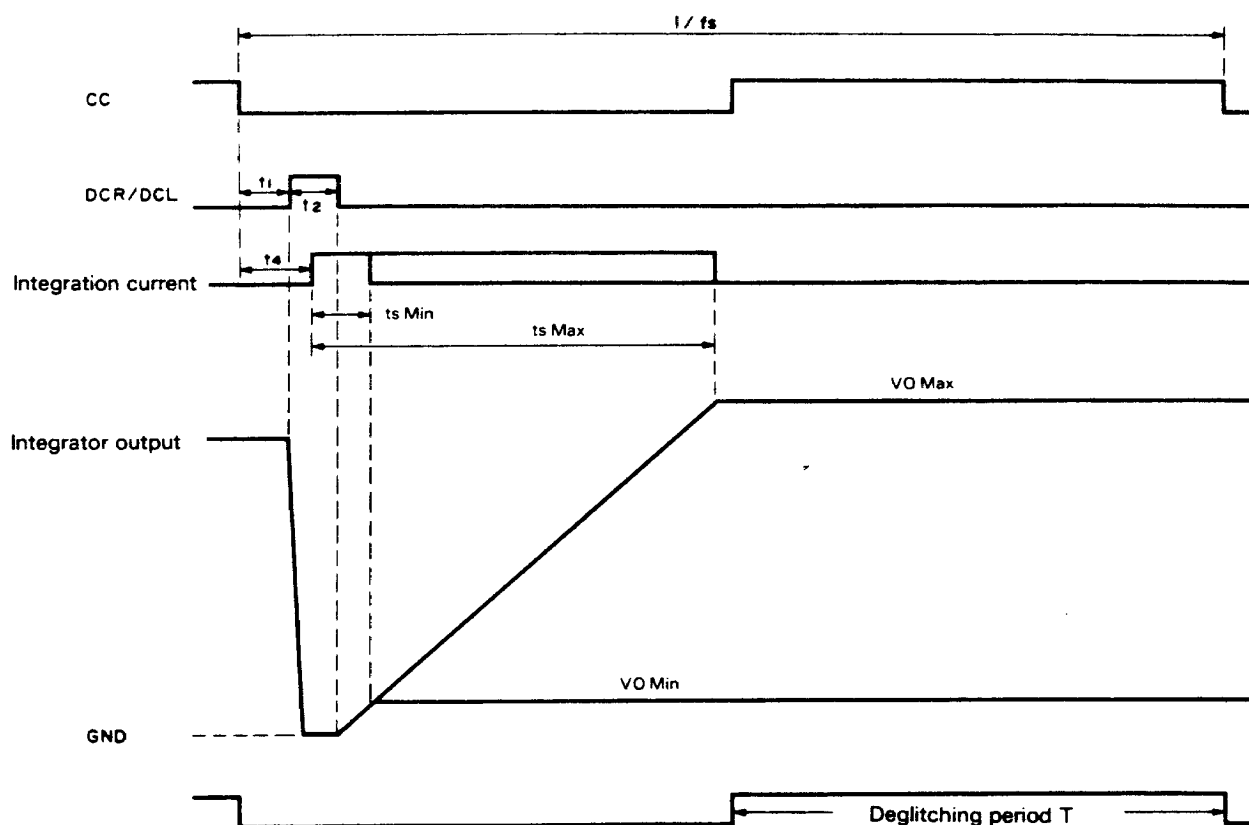 1/fs
CC
DCR/DCL
t1
t2
t4
Integration current
ts Min
ts Max
VO Max
Integrator output
VO Min
GND
Deglitching period T